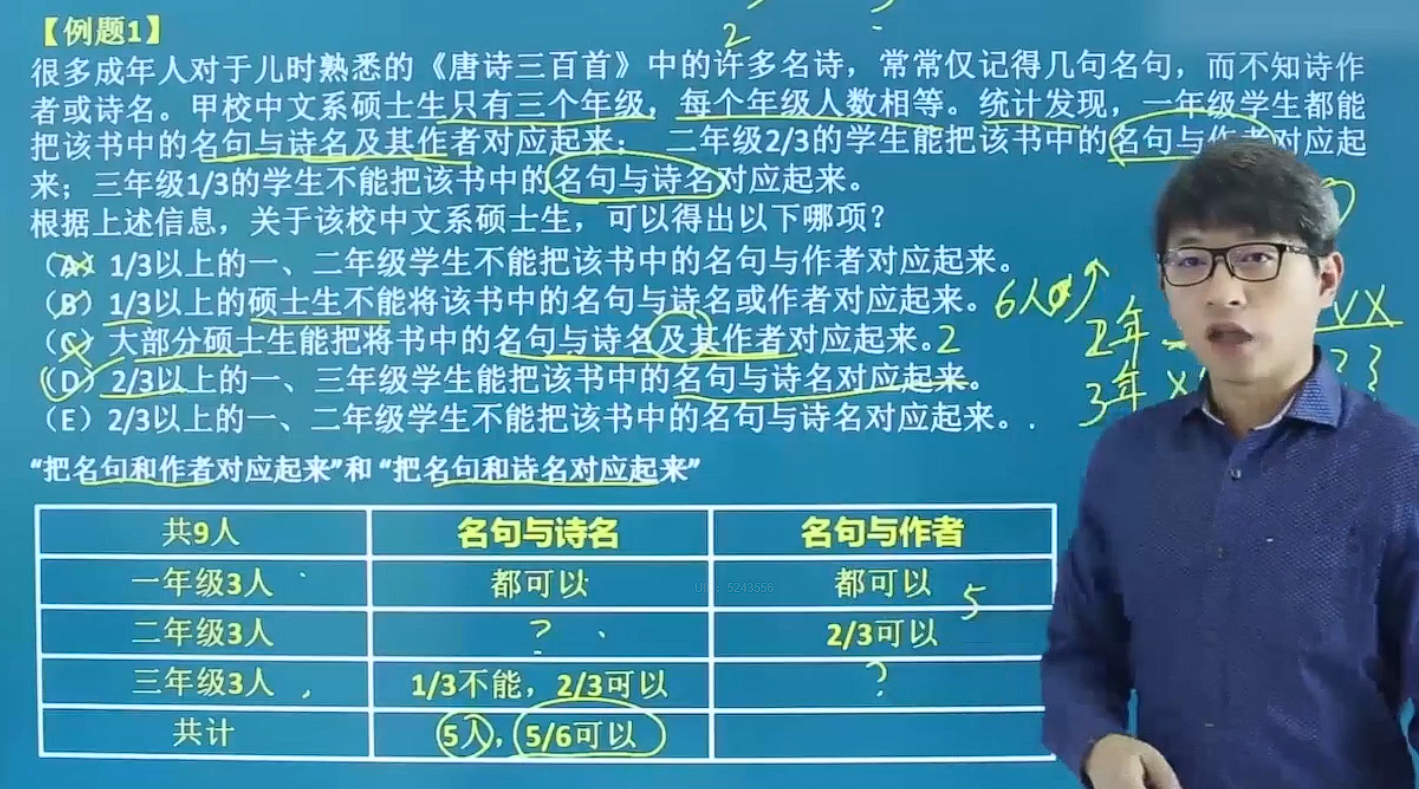 【例题1】
2
很多成年人对于儿时熟悉的《唐诗三百首》中的许多名诗，常常仅记得几句名句，而不知诗作
者或诗名。甲校中文系硕士生只有三个年级，每个年级人数相等。统计发现，一年级学生都能
把该书中的名句与诗名及其作者对应起来； 二年级2/3的学生能把该书中的名句与作者对应起
来；三年级1/3的学生不能把该书中的名句与诗名对应起来。
根据上述信息，关于该校中文系硕士生，可以得出以下哪项？
（A）1/3以上的一、二年级学生不能把该书中的名句与作者对应起来。
（B）1/3以上的硕士生不能将该书中的名句与诗名或作者对应起来。
6人
（C）大部分硕士生能把将书中的名句与诗名及其作者对应起来。2
2年
（D）2/3以上的一、三年级学生能把该书中的名句与诗名对应起来。
3年
（E）2/3以上的一、二年级学生不能把该书中的名句与诗名对应起来。.
“把名句和作者对应起来”和 “把名句和诗名对应起来”
共9人 名句与诗名 名句与作者
一年级3人 都可以 都可以 5
二年级3人 ? 2/3可以
三年级3人 1/3不能，2/3可以 ?
共计 5人，5/6可以
5243556